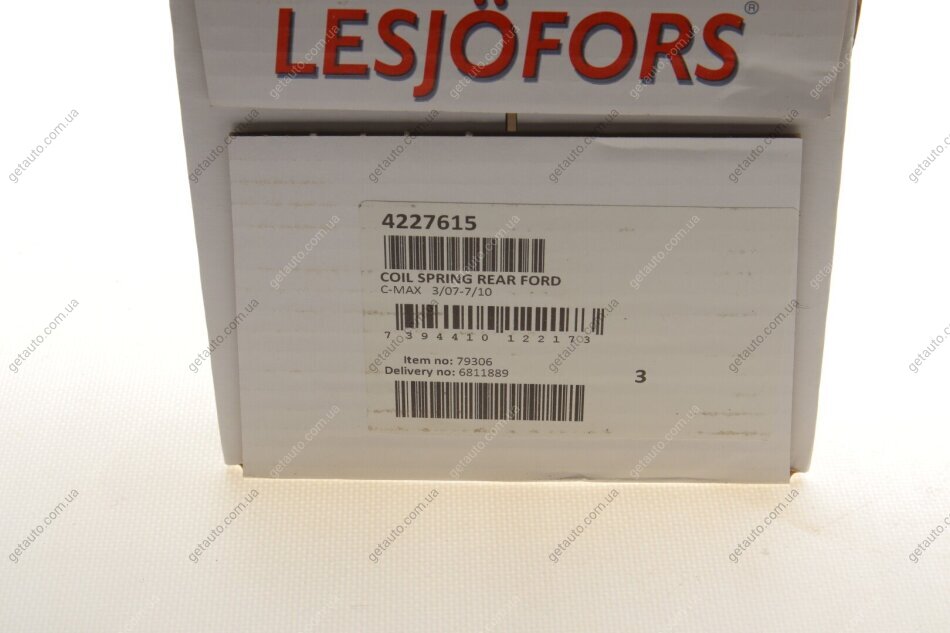 LESJÖFORS®
4227615
COIL SPRING REAR FORD
C-MAX 3/07-7/10
7 394410 122173
Item no: 79306
Delivery no: 6811889
3
getauto.com.ua